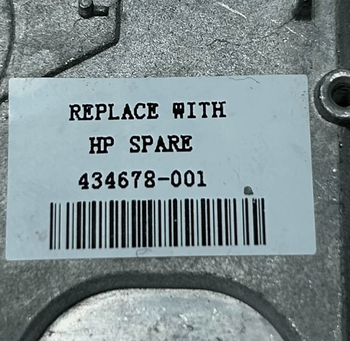 REPLACE WITH
HP SPARE
434678-001